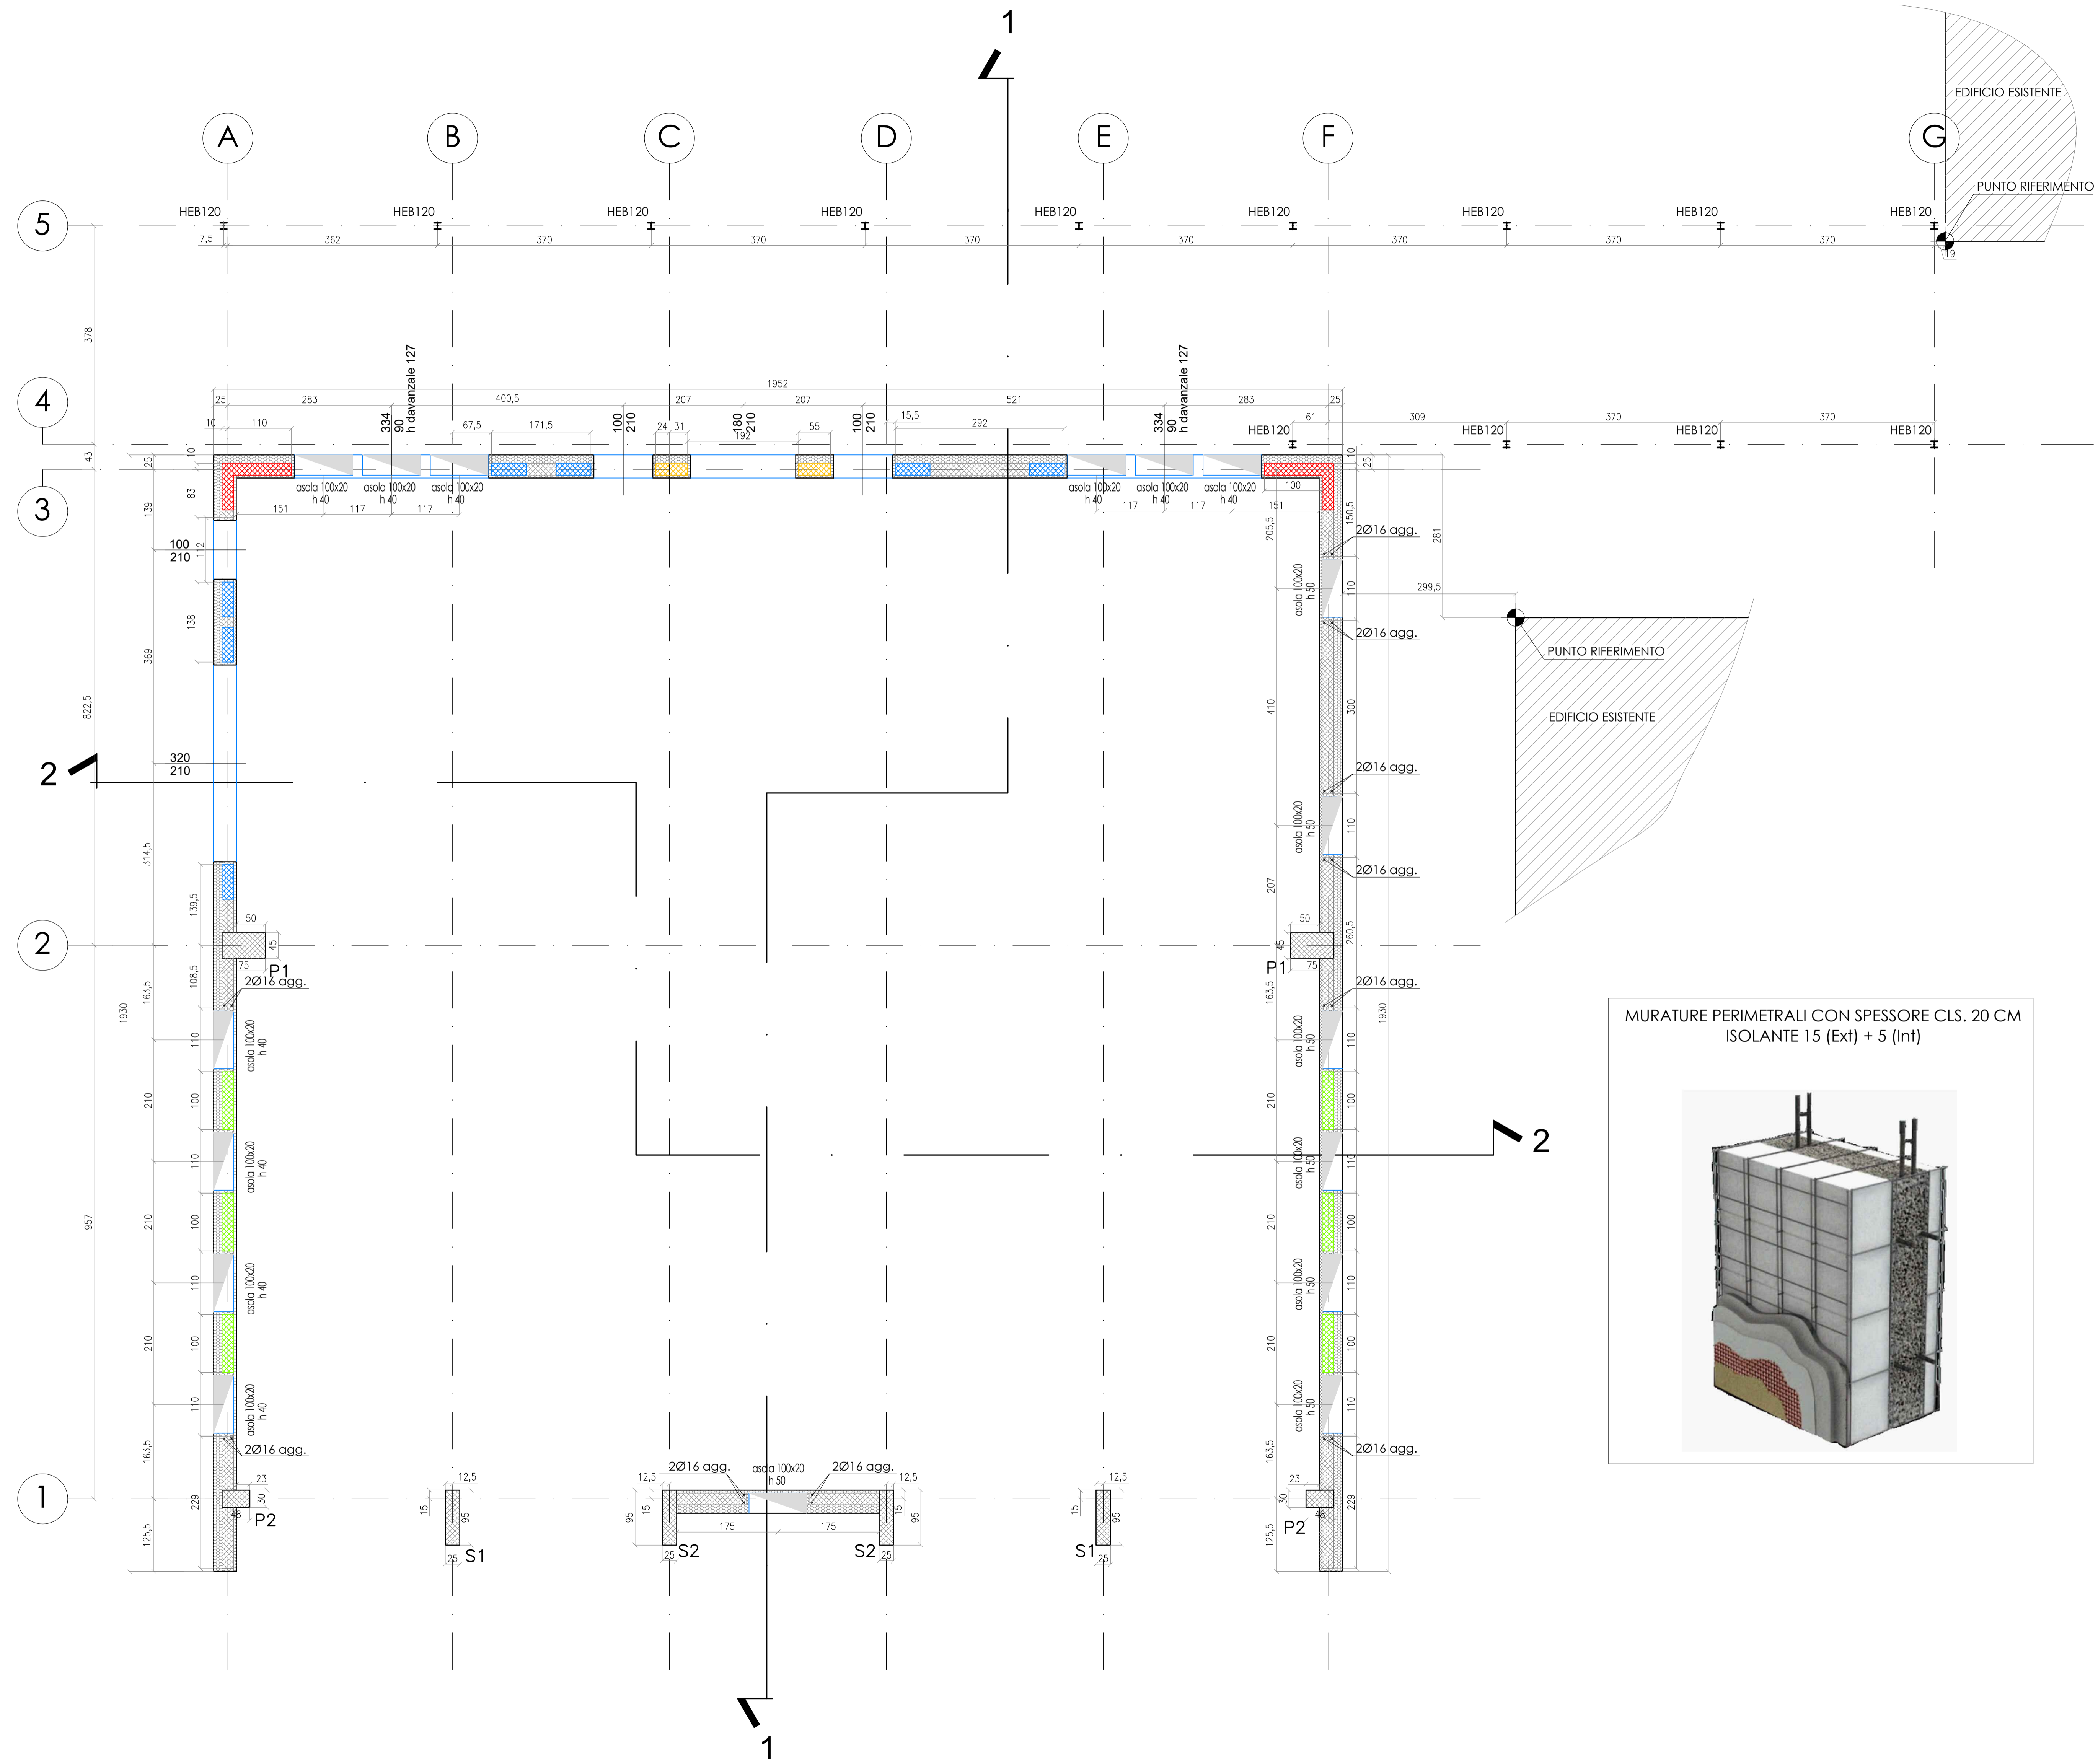 1
EDIFICIO ESISTENTE
A
B
C
D
E
F
G
PUNTO RIFERIMENTO
5
HEB120
HEB120
HEB120
HEB120
HEB120
HEB120
HEB120
HEB120
HEB120
7,5
362
370
370
370
370
370
370
370
19
378
4
1952
25
283
400,5
207
207
521
283
25
334
90
h davanzale 127
100
210
180
210
100
210
334
90
h davanzale 127
61
309
370
370
HEB120
HEB120
HEB120
HEB120
10
110
67,5
171,5
24
31
192
55
15,5
292
43
25
10
10
25
3
83
139
asola 100x20
h 40
asola 100x20
h 40
asola 100x20
h 40
151
117
117
asola 100x20
h 40
asola 100x20
h 40
asola 100x20
h 40
100
117
117
151
205,5
150,5
281
2Ø16 agg.
100
210
112
asola 100x20
h 50
110
299,5
138
2Ø16 agg.
PUNTO RIFERIMENTO
369
822,5
410
300
EDIFICIO ESISTENTE
2
320
210
2Ø16 agg.
asola 100x20
h 50
110
314,5
2Ø16 agg.
139,5
207
50
45
50
45
260,5
2
75
P1
P1
75
2Ø16 agg.
2Ø16 agg.
108,5
163,5
163,5
1930
1930
asola 100x20
h 40
110
asola 100x20
h 50
110
MURATURE PERIMETRALI CON SPESSORE CLS. 20 CM
ISOLANTE 15 (Ext) + 5 (Int)
210
100
210
100
2
asola 100x20
h 40
110
asola 100x20
h 50
110
957
210
100
210
100
asola 100x20
h 40
110
asola 100x20
h 50
110
210
100
210
100
asola 100x20
h 40
110
asola 100x20
h 50
110
163,5
2Ø16 agg.
163,5
2Ø16 agg.
23
12,5
12,5
2Ø16 agg.
asola 100x20
h 50
2Ø16 agg.
12,5
12,5
23
1
229
30
48
P2
15
95
25
S1
15
95
25
S2
175
175
15
95
25
S2
15
95
25
S1
30
48
P2
229
125,5
125,5
1